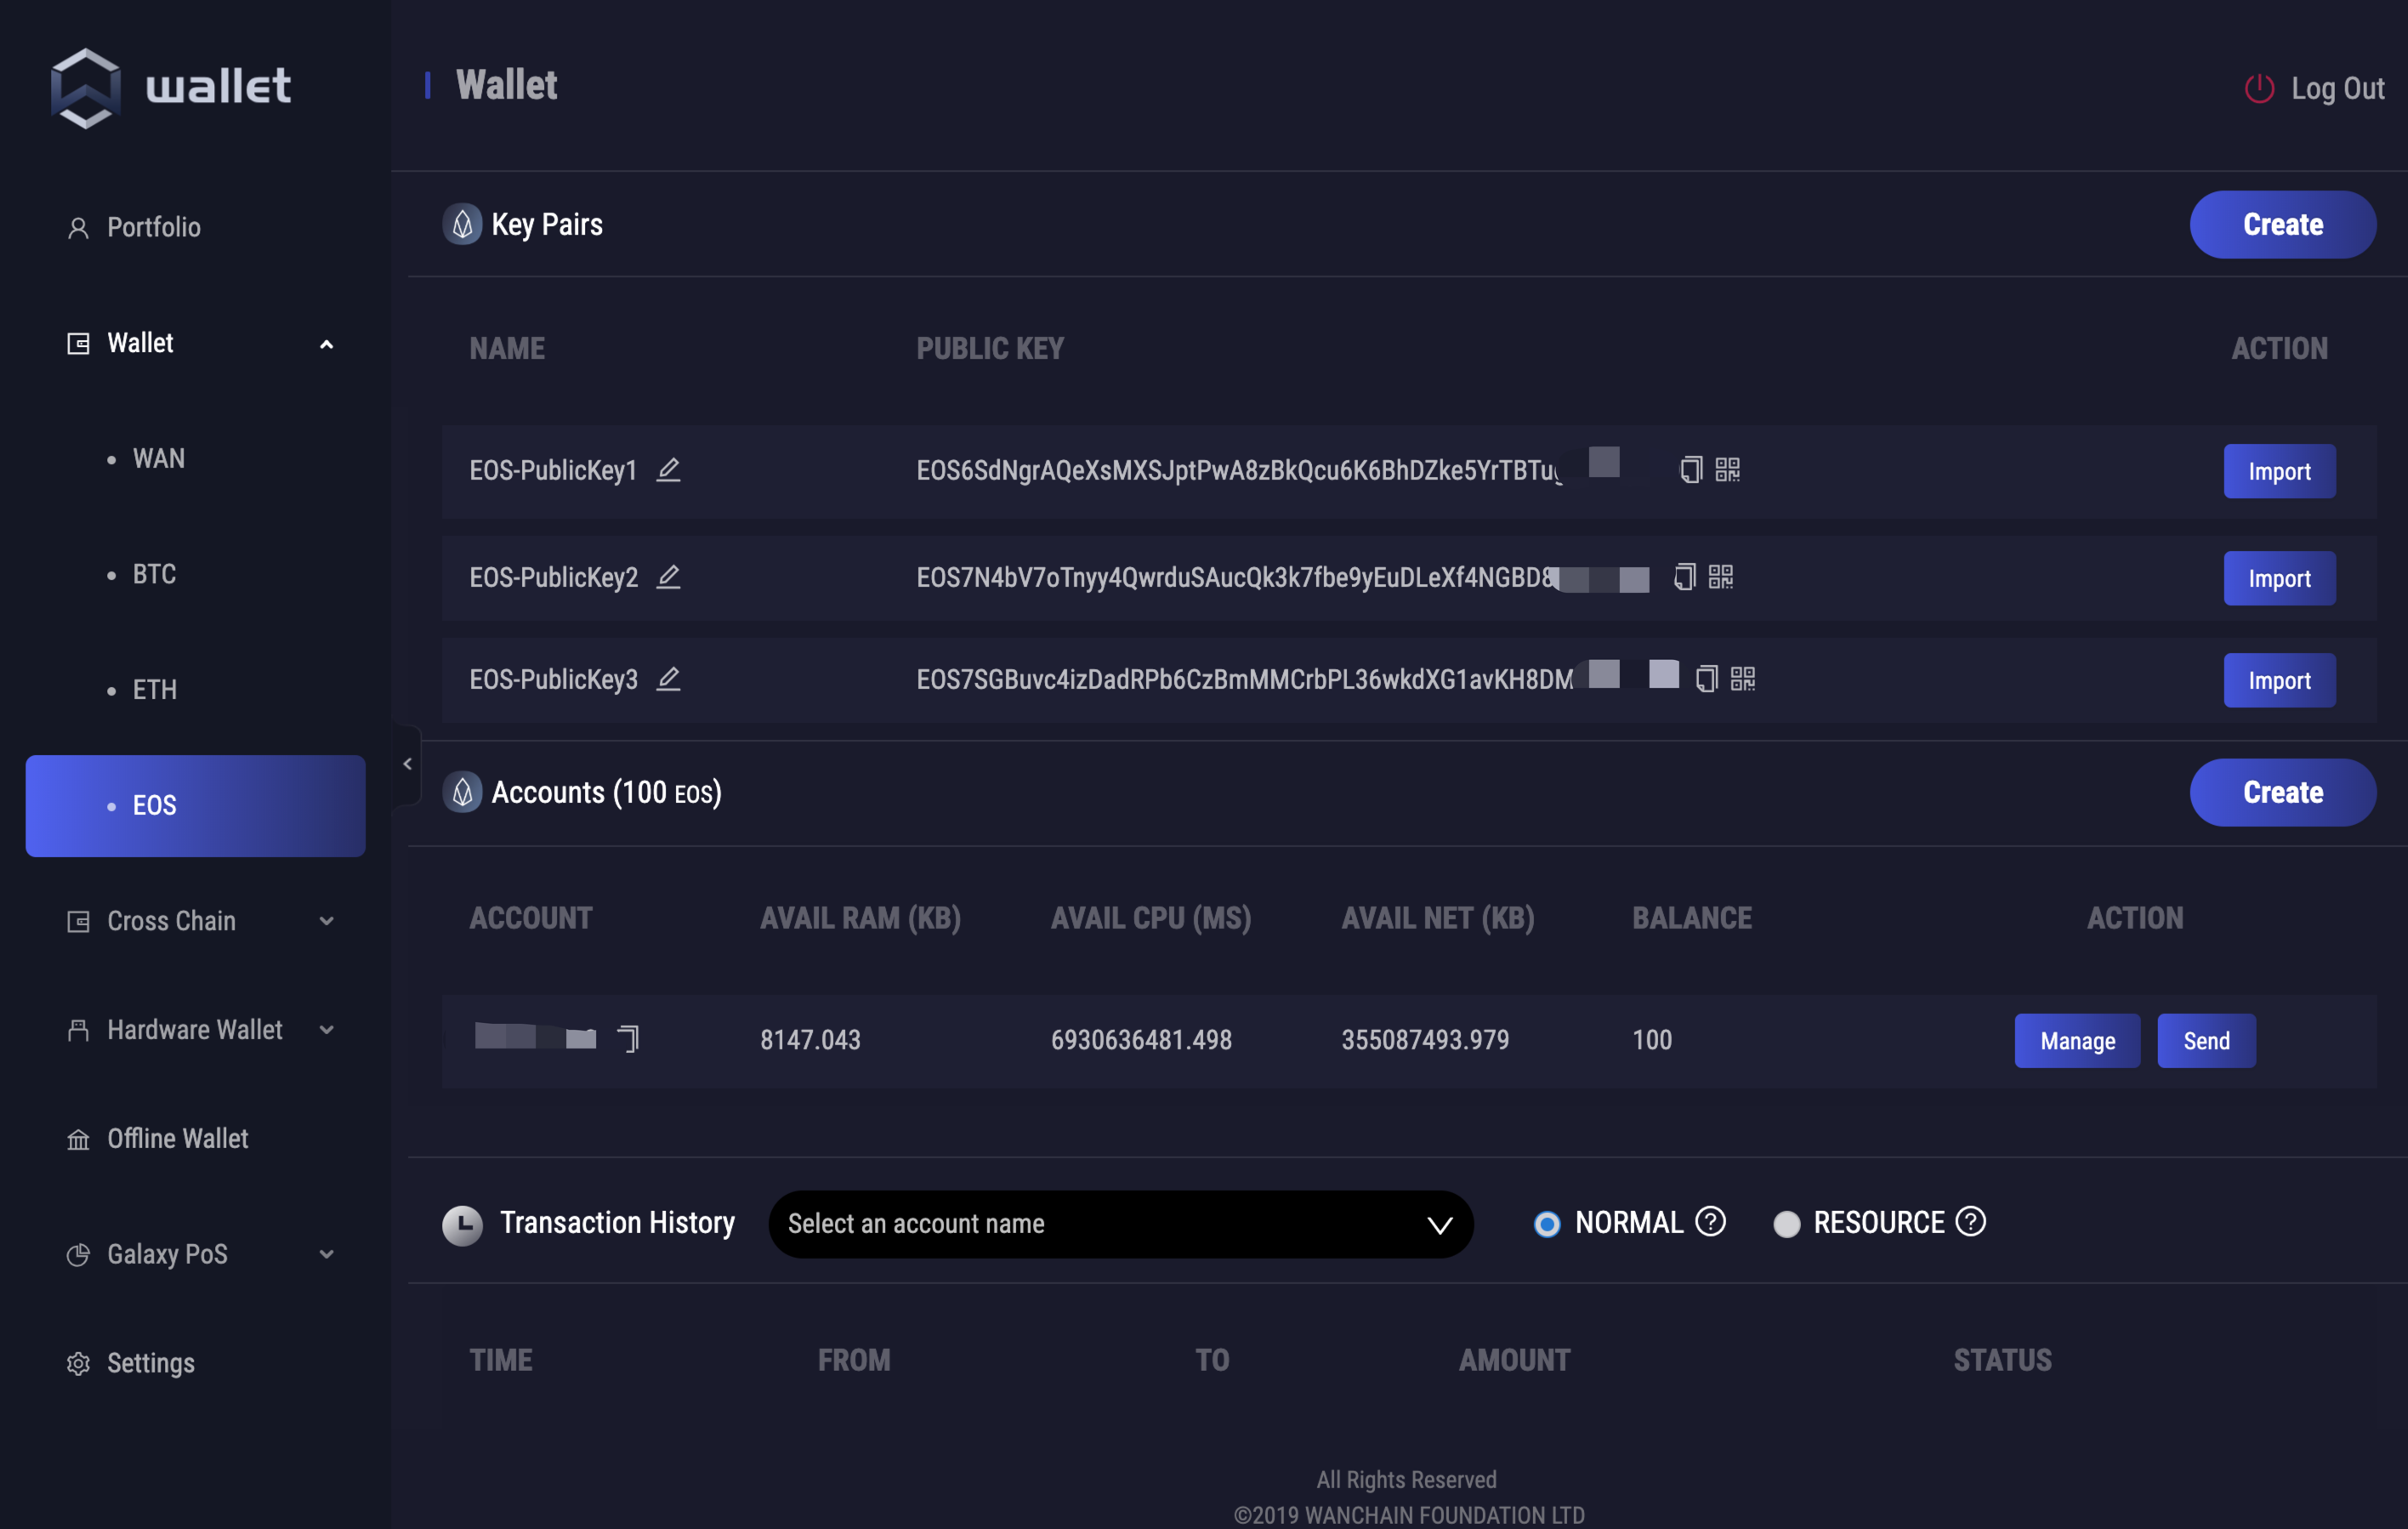 wallet
Wallet
Log Out
Portfolio
Wallet
WAN
BTC
ETH
EOS
Cross Chain
Hardware Wallet
Offline Wallet
Galaxy PoS
Settings
Key Pairs
Create
NAME PUBLIC KEY ACTION
EOS-PublicKey1 EOS6SdNgrAQeXsMXSJptPwA8zBkQcu6K6BhDZke5YrTBTu Import
EOS-PublicKey2 EOS7N4bV7oTnyy4QwrduSAucQk3k7fbe9yEuDLeXf4NGBD8 Import
EOS-PublicKey3 EOS7SGBuvc4izDadRPb6CzBmMMCrbPL36wkdXG1avKH8DM Import
Accounts (100 EOS)
Create
ACCOUNT AVAIL RAM (KB) AVAIL CPU (MS) AVAIL NET (KB) BALANCE ACTION
8147.043 6930636481.498 355087493.979 100 Manage Send
Transaction History Select an account name NORMAL ? RESOURCE ?
TIME FROM TO AMOUNT STATUS
All Rights Reserved
©2019 WANCHAIN FOUNDATION LTD